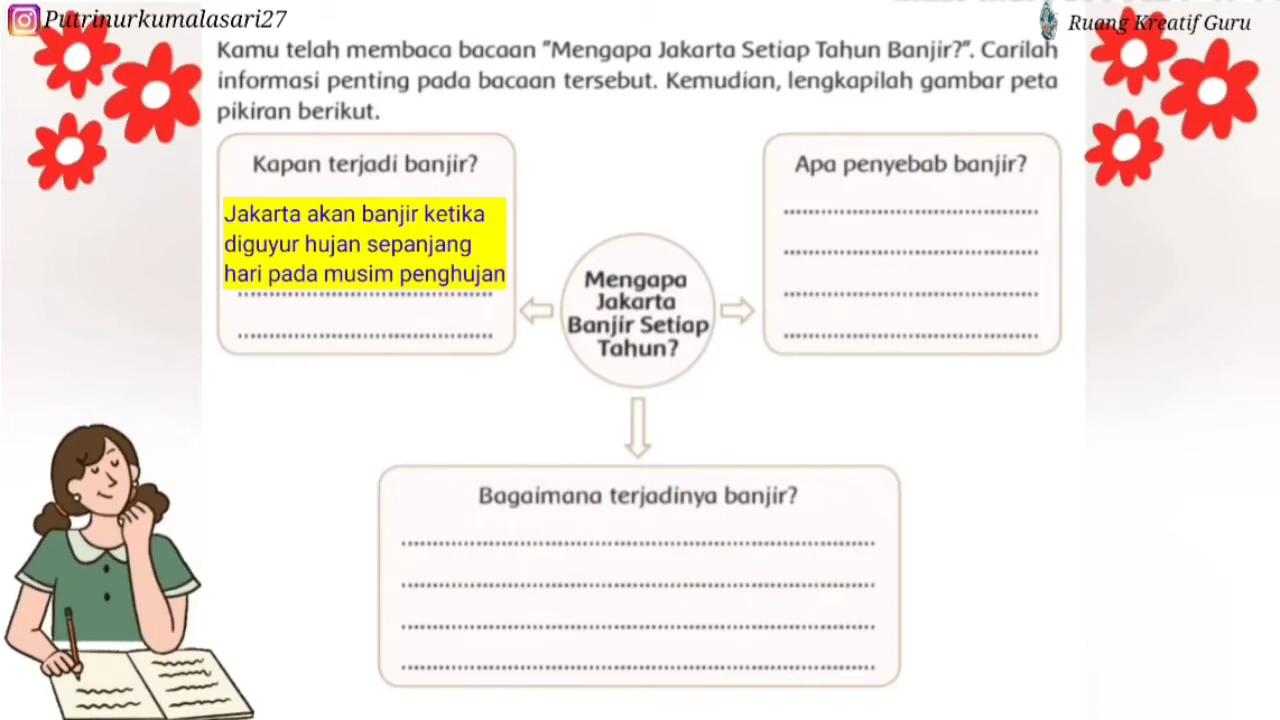 Putrinurkumalasari27
Ruang Kreatif Guru
Kamu telah membaca bacaan "Mengapa Jakarta Setiap Tahun Banjir?". Carilah
informasi penting pada bacaan tersebut. Kemudian, lengkapilah gambar peta
pikiran berikut.
Kapan terjadi banjir?
Jakarta akan banjir ketika
diguyur hujan sepanjang
hari pada musim penghujan
Apa penyebab banjir?
Mengapa
Jakarta
Banjir Setiap
Tahun?
Bagaimana terjadinya banjir?